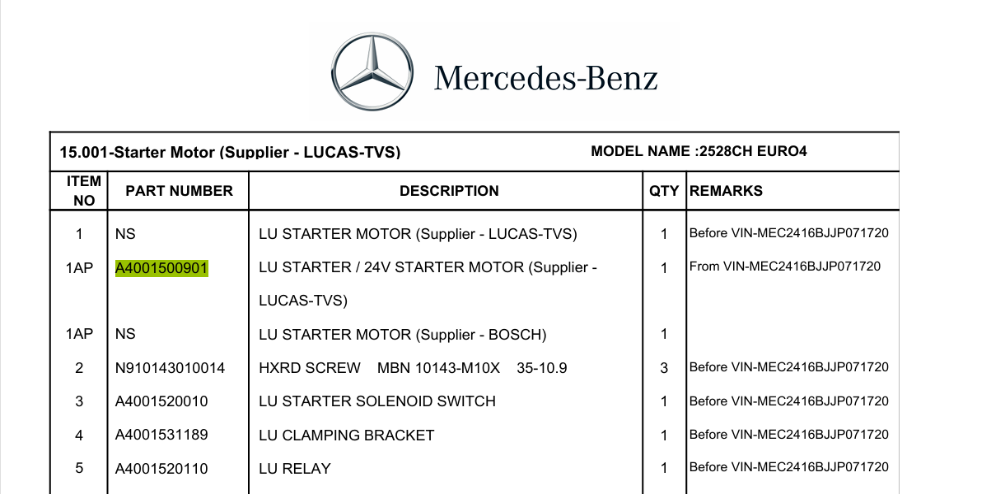 Mercedes-Benz
15.001-Starter Motor (Supplier - LUCAS-TVS) MODEL NAME :2528CH EURO4
ITEM NO PART NUMBER DESCRIPTION QTY REMARKS
1 NS LU STARTER MOTOR (Supplier - LUCAS-TVS) 1 Before VIN-MEC2416BJJP071720
1AP A4001500901 LU STARTER / 24V STARTER MOTOR (Supplier - 1 From VIN-MEC2416BJJP071720
LUCAS-TVS)
1AP NS LU STARTER MOTOR (Supplier - BOSCH) 1
2 N910143010014 HXRD SCREW MBN 10143-M10X 35-10.9 3 Before VIN-MEC2416BJJP071720
3 A4001520010 LU STARTER SOLENOID SWITCH 1 Before VIN-MEC2416BJJP071720
4 A4001531189 LU CLAMPING BRACKET 1 Before VIN-MEC2416BJJP071720
5 A4001520110 LU RELAY 1 Before VIN-MEC2416BJJP071720